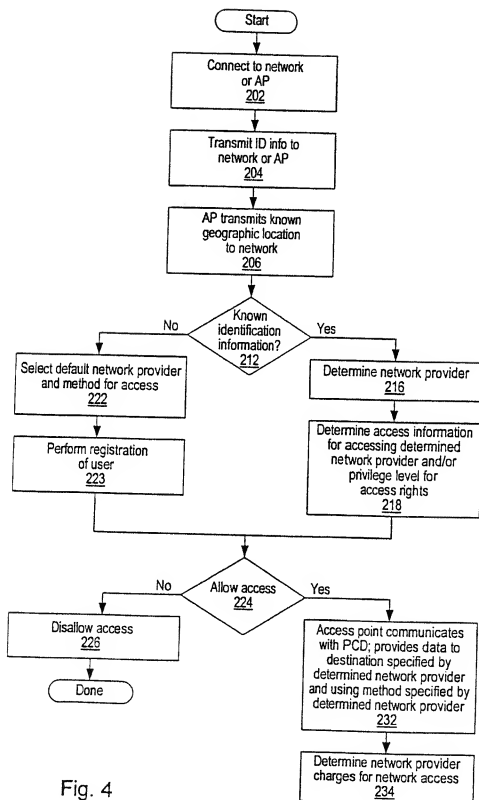 Start
Connect to network
or AP
202
Transmit ID info to
network or AP
204
AP transmits known
geographic location
to network
206
Known
identification
information?
212
No
Yes
Select default network provider
and method for access
222
Perform registration
of user
223
Determine network provider
216
Determine access information
for accessing determined
network provider and/or
privilege level for
access rights
218
Allow access
224
No
Yes
Disallow access
226
Done
Access point communicates
with PCD; provides data to
destination specified by
determined network provider
and using method specified by
determined network provider
232
Determine network provider
charges for network access
234
Fig. 4